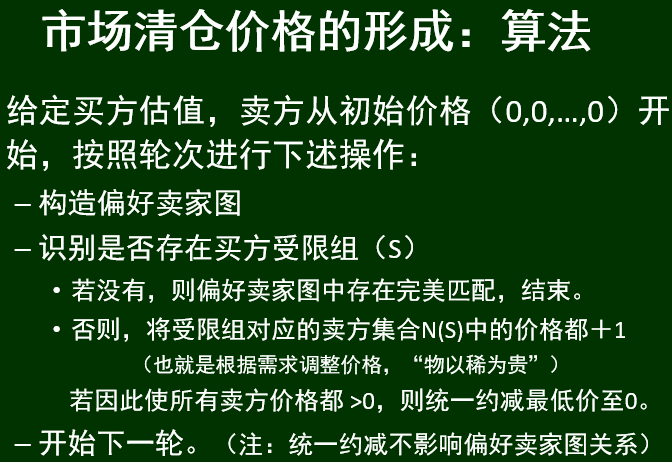 市场清仓价格的形成：算法
给定买方估值，卖方从初始价格（0,0,…,0）开
始，按照轮次进行下述操作：
– 构造偏好卖家图
– 识别是否存在买方受限组（S）
• 若没有，则偏好卖家图中存在完美匹配，结束。
• 否则，将受限组对应的卖方集合N(S)中的价格都＋1
（也就是根据需求调整价格，“物以稀为贵”）
若因此使所有卖方价格都 >0，则统一约减最低价至0。
– 开始下一轮。（注：统一约减不影响偏好卖家图关系）